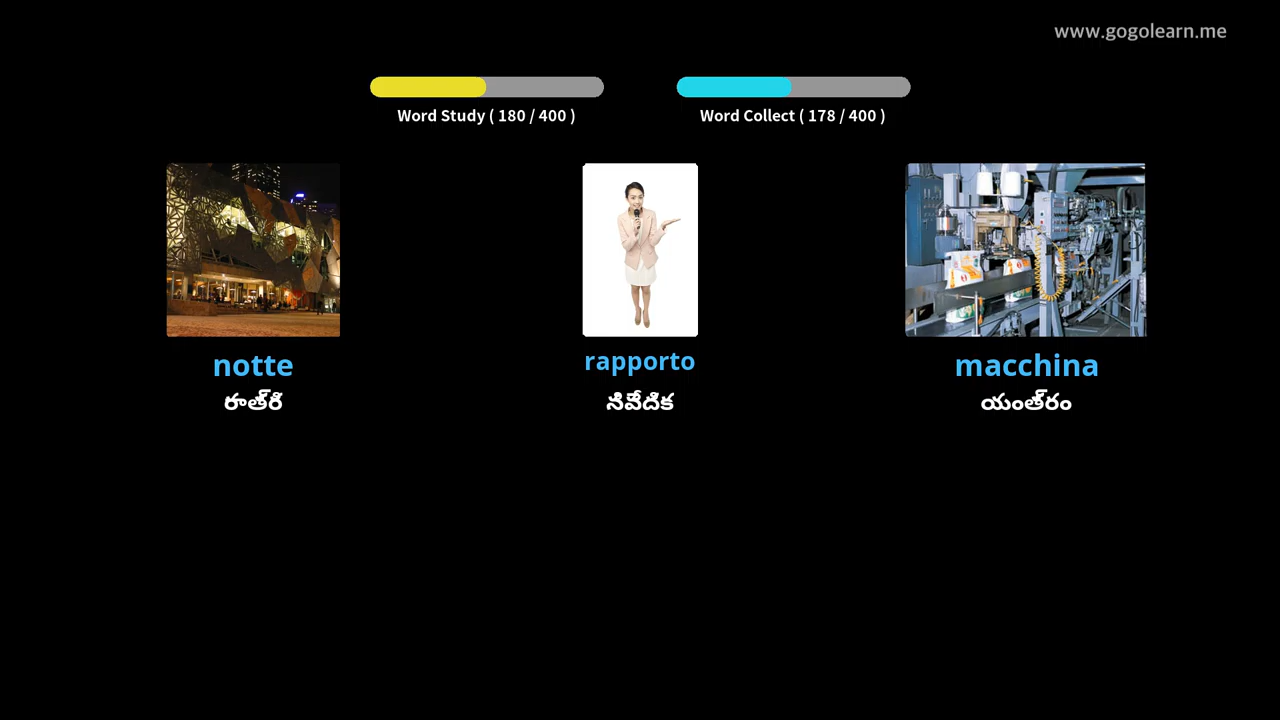 www.gogolearn.me
Word Study ( 180 / 400 )
Word Collect ( 178 / 400 )
notte
rapporto
macchina
రాత్రి
నివేదిక
యంత్రం